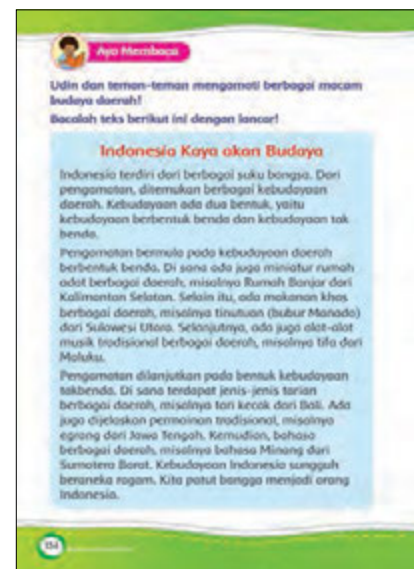 Ayo Membaca
Udin dan teman-teman mengamati berbagai macam
budaya daerah!
Bacalah teks berikut ini dengan lancar!
Indonesia Kaya akan Budaya
Indonesia terdiri dari berbagai suku bangsa. Dari
pengamatan, ditemukan berbagai kebudayaan
daerah. Kebudayaan ada dua bentuk, yaitu
kebudayaan berbentuk benda dan kebudayaan tak
benda.
Pengamatan bermula pada kebudayaan daerah
berbentuk benda. Di sana ada juga miniatur rumah
adat berbagai daerah, misalnya Rumah Banjar dari
Kalimantan Selatan. Selain itu, ada makanan khas
berbagai daerah, misalnya tinutuan (bubur Manado)
dari Sulawesi Utara. Selanjutnya, ada juga alat-alat
musik tradisional berbagai daerah, misalnya tifa dari
Maluku.
Pengamatan dilanjutkan pada bentuk kebudayaan
takbenda. Di sana terdapat jenis-jenis tarian
berbagai daerah, misalnya tari kecak dari Bali. Ada
juga dijelaskan permainan tradisional, misalnya
egrang dari Jawa Tengah. Kemudian, bahasa
berbagai daerah, misalnya bahasa Minang dari
Sumatera Barat. Kebudayaan Indonesia sungguh
beraneka ragam. Kita patut bangga menjadi orang
Indonesia.